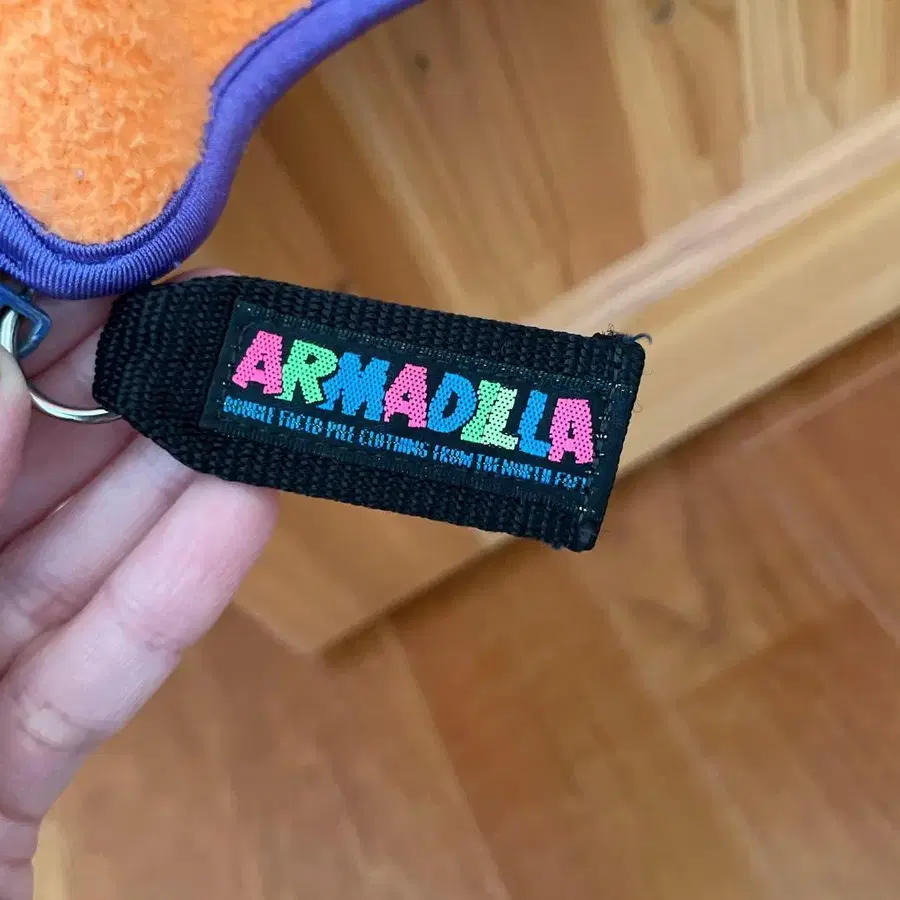 ARMADILLA
DOUBLE FACED PILE CLOTHING FROM THE NORTH FACE